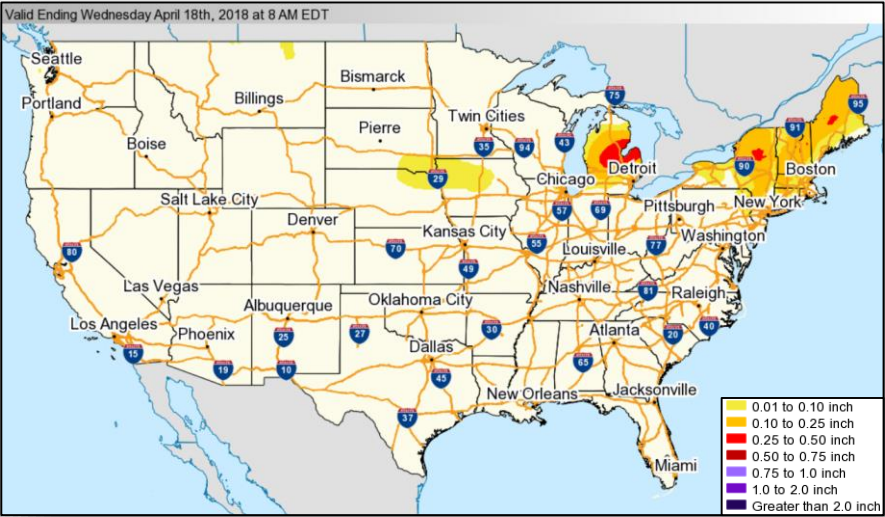 Valid Ending Wednesday April 18th, 2018 at 8 AM EDT
Seattle
Portland
Billings
Bismarck
Boise
Pierre
Twin Cities
75
95
91
35
94
43
90
29
Chicago
Detroit
Boston
Salt Lake City
57
69
Pittsburgh
New York
Denver
Kansas City
80
70
55
Louisville
77
Washington
49
Las Vegas
Albuquerque
Oklahoma City
Nashville
81
Raleigh
Los Angeles
Phoenix
25
27
30
Atlanta
20
40
15
19
10
Dallas
45
65
New Orleans
Jacksonville
37
Miami
0.01 to 0.10 inch
0.10 to 0.25 inch
0.25 to 0.50 inch
0.50 to 0.75 inch
0.75 to 1.0 inch
1.0 to 2.0 inch
Greater than 2.0 inch